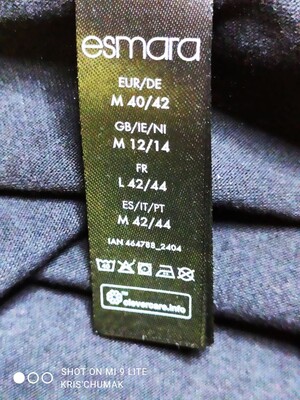 esmara
EUR/DE
M 40/42
GB/IE/NI
M 12/14
FR
L 42/44
ES/IT/PT
M 42/44
IAN 464788_2404
clevercare.info
SHOT ON MI 9 LITE
KRIS CHUMAK